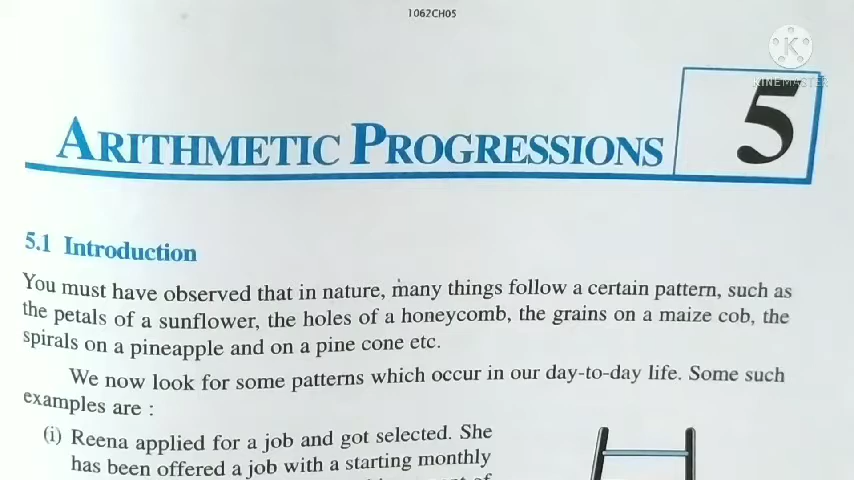 1062CH05
K
KINEMASTER
ARITHMETIC PROGRESSIONS
5
5.1 Introduction
You must have observed that in nature, many things follow a certain pattern, such as
the petals of a sunflower, the holes of a honeycomb, the grains on a maize cob, the
spirals on a pineapple and on a pine cone etc.
We now look for some patterns which occur in our day-to-day life. Some such
examples are :
(i) Reena applied for a job and got selected. She
has been offered a job with a starting monthly